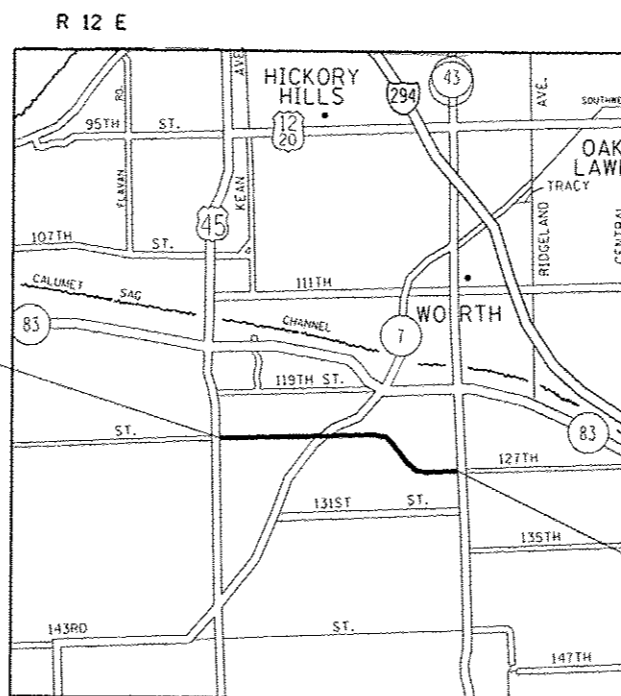 R 12 E
HICKORY
HILLS
AVE.
RD.
43
294
AVE.
SOUTHWE
95TH ST.
12
20
OAK
LAW
FLAVAN
KEAN
TRACY
45
RIDGELAND
CENTRAL
107TH ST.
CALUMET SAG CHANNEL
111TH
WORTH
83
7
119TH ST.
83
ST.
127TH
131ST ST.
135TH
143RD ST.
147TH